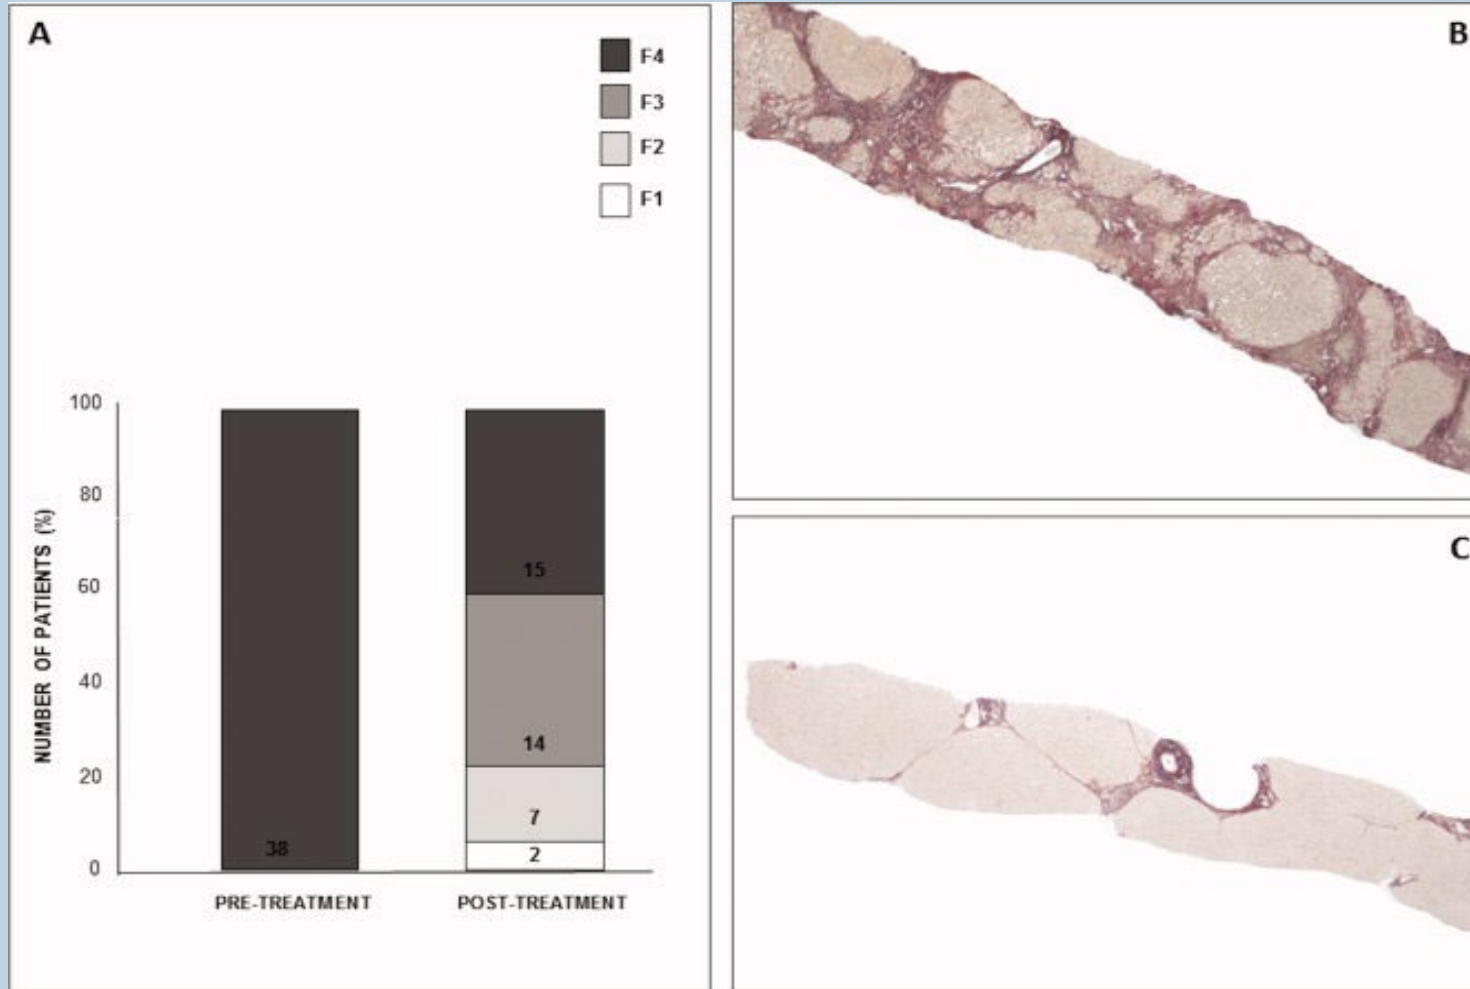 A
F4
F3
F2
F1
B
C
NUMBER OF PATIENTS (%)
100
80
60
40
20
0
38
15
14
7
2
PRE-TREATMENT
POST-TREATMENT